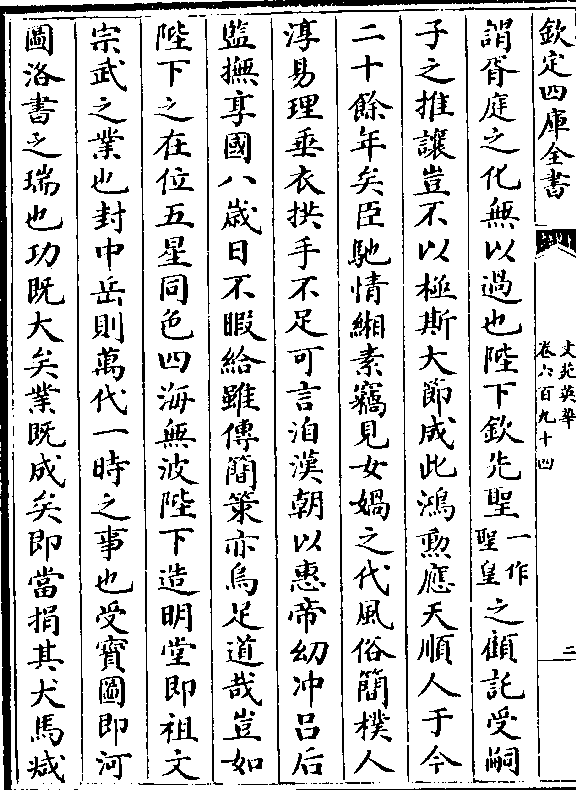 欽定四庫全書
文苑英華
卷六百九十四
二
謂胥庭之化無以過也陛下欽先聖一作聖皇之顧託受嗣
子之推讓豈不以極斯大節成此鴻勲應天順人于今
二十餘年矣臣馳情緗素竊見女媧之代風俗簡樸人
淳易理垂衣拱手不足可言洎漢朝以惠帝幼冲吕后
監撫享國八歲日不暇給雖傳簡策亦烏足道哉豈如
陛下之在位五星同色四海無波陛下造明堂即祖文
宗武之業也封中岳則萬代一時之事也受寳圖即河
圖洛書之瑞也功既大矣業既成矣即當捐其犬馬